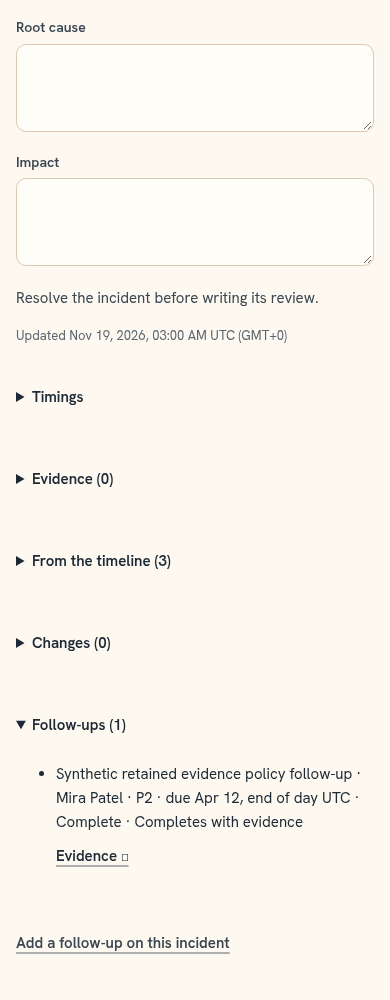 Root cause
Impact
Resolve the incident before writing its review.
Updated Nov 19, 2026, 03:00 AM UTC (GMT+0)
Timings
Evidence (0)
From the timeline (3)
Changes (0)
Follow-ups (1)
Synthetic retained evidence policy follow-up ·
Mira Patel · P2 · due Apr 12, end of day UTC ·
Complete · Completes with evidence
Evidence
Add a follow-up on this incident